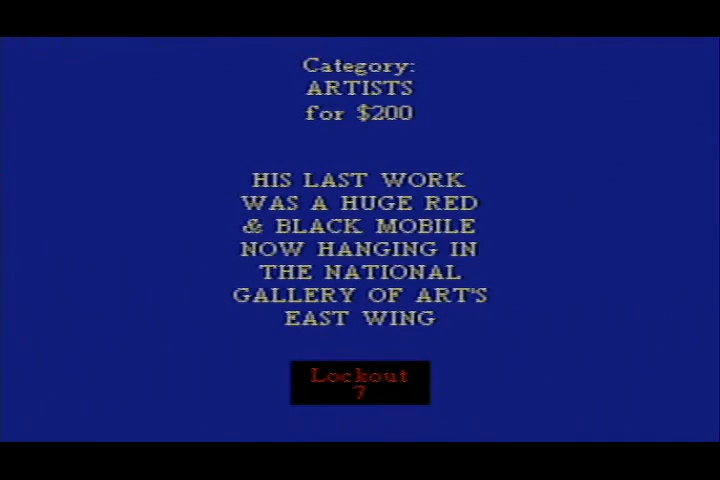 Category:
ARTISTS
for $200
HIS LAST WORK
WAS A HUGE RED
& BLACK MOBILE
NOW HANGING IN
THE NATIONAL
GALLERY OF ART'S
EAST WING
Lockout
7